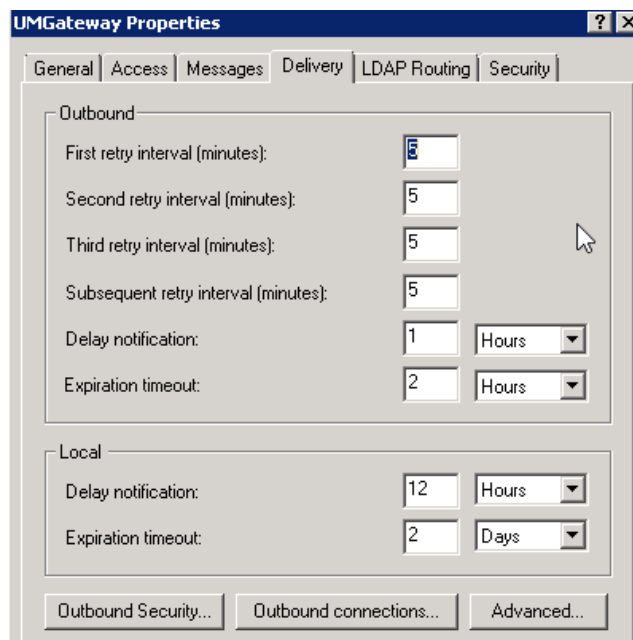 UMGateway Properties
General Access Messages Delivery LDAP Routing Security
Outbound
First retry interval (minutes): 5
Second retry interval (minutes): 5
Third retry interval (minutes): 5
Subsequent retry interval (minutes): 5
Delay notification: 1 Hours
Expiration timeout: 2 Hours
Local
Delay notification: 12 Hours
Expiration timeout: 2 Days
Outbound Security... Outbound connections... Advanced...